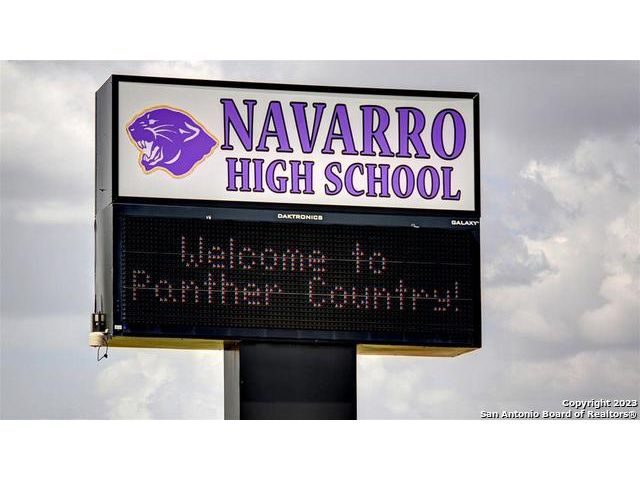 NAVARRO
HIGH SCHOOL
DAKTRONICS
GALAXY
Welcome to
Panther Country!
Copyright 2023
San Antonio Board of Realtors®